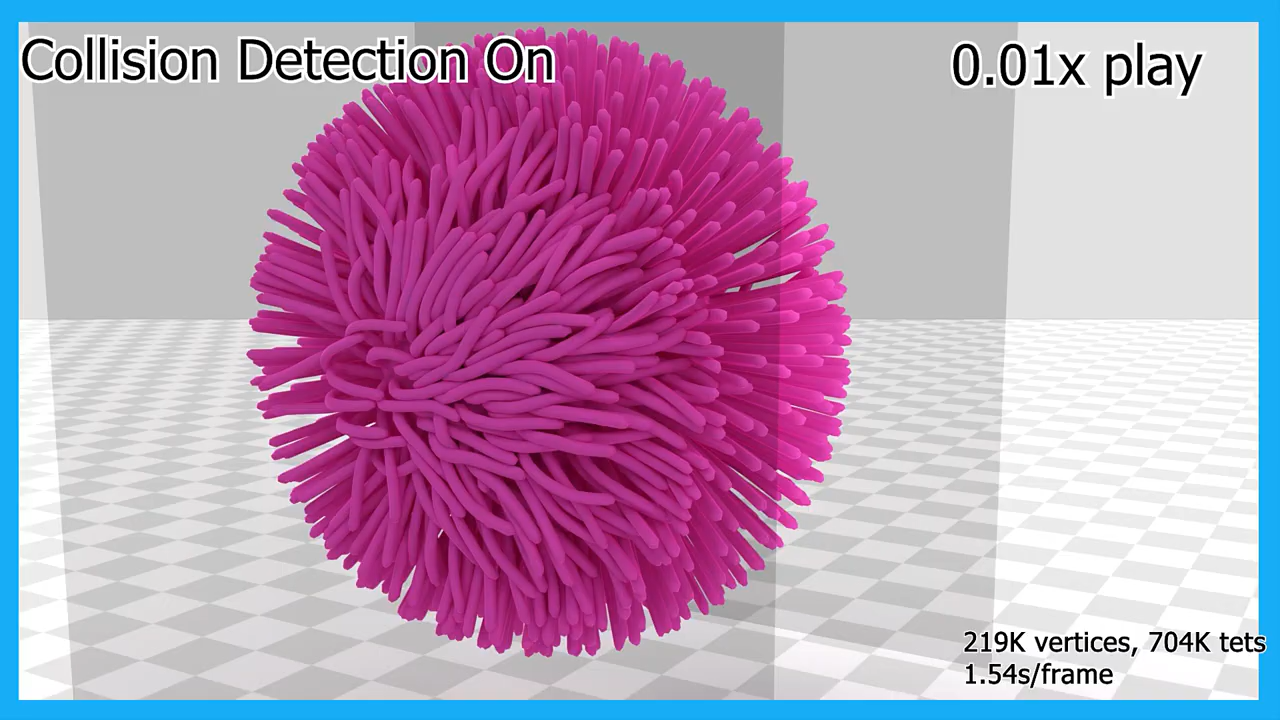 Collision Detection On
0.01x play
219K vertices, 704K tets
1.54s/frame